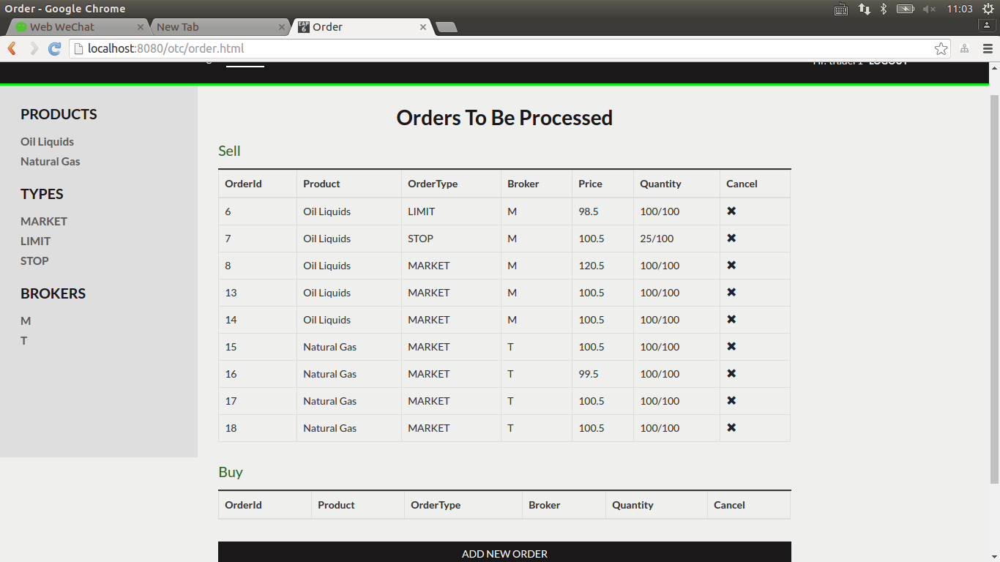 Order - Google Chrome 11:03
Web WeChat New Tab EAP 6 Order
localhost:8080/otc/order.html
LOGOUT
PRODUCTS
Oil Liquids
Natural Gas
TYPES
MARKET
LIMIT
STOP
BROKERS
M
T
Orders To Be Processed
Sell
OrderId Product OrderType Broker Price Quantity Cancel
6 Oil Liquids LIMIT M 98.5 100/100 ✖
7 Oil Liquids STOP M 100.5 25/100 ✖
8 Oil Liquids MARKET M 120.5 100/100 ✖
13 Oil Liquids MARKET M 100.5 100/100 ✖
14 Oil Liquids MARKET M 100.5 100/100 ✖
15 Natural Gas MARKET T 100.5 100/100 ✖
16 Natural Gas MARKET T 99.5 100/100 ✖
17 Natural Gas MARKET T 100.5 100/100 ✖
18 Natural Gas MARKET T 100.5 100/100 ✖
Buy
OrderId Product OrderType Broker Quantity Cancel
ADD NEW ORDER